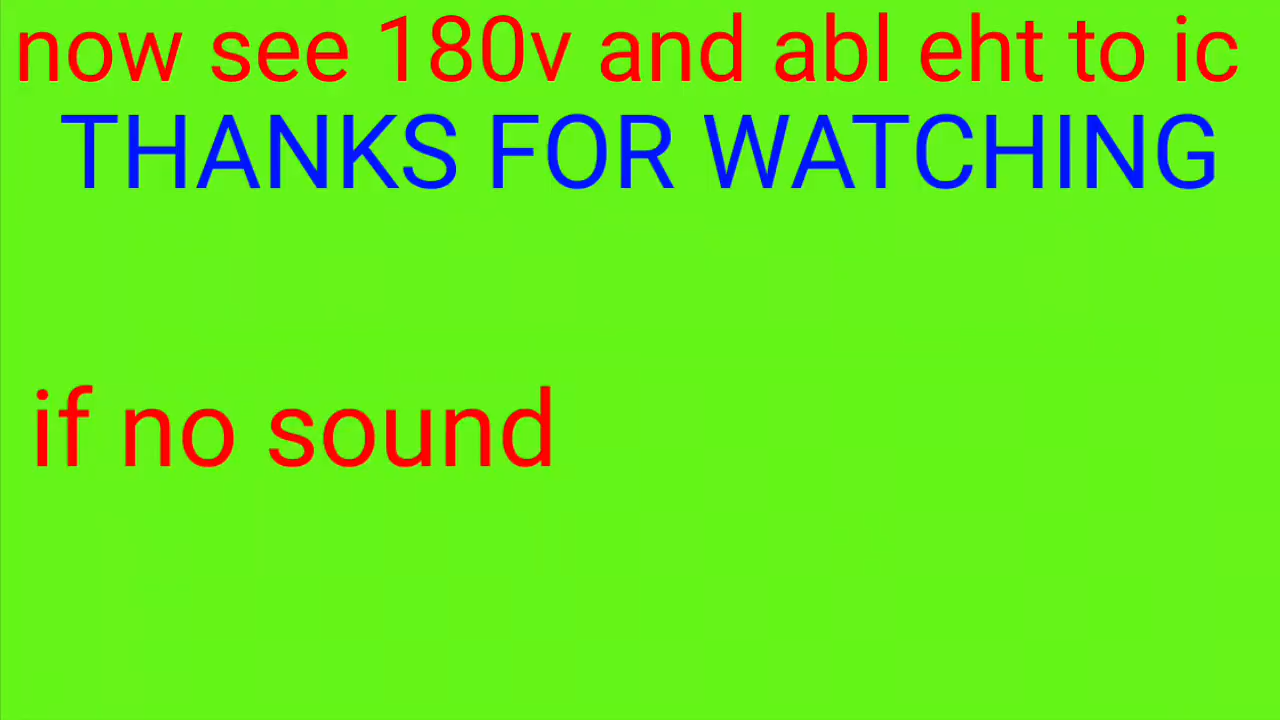 now see 180v and abl eht to ic
THANKS FOR WATCHING
if no sound